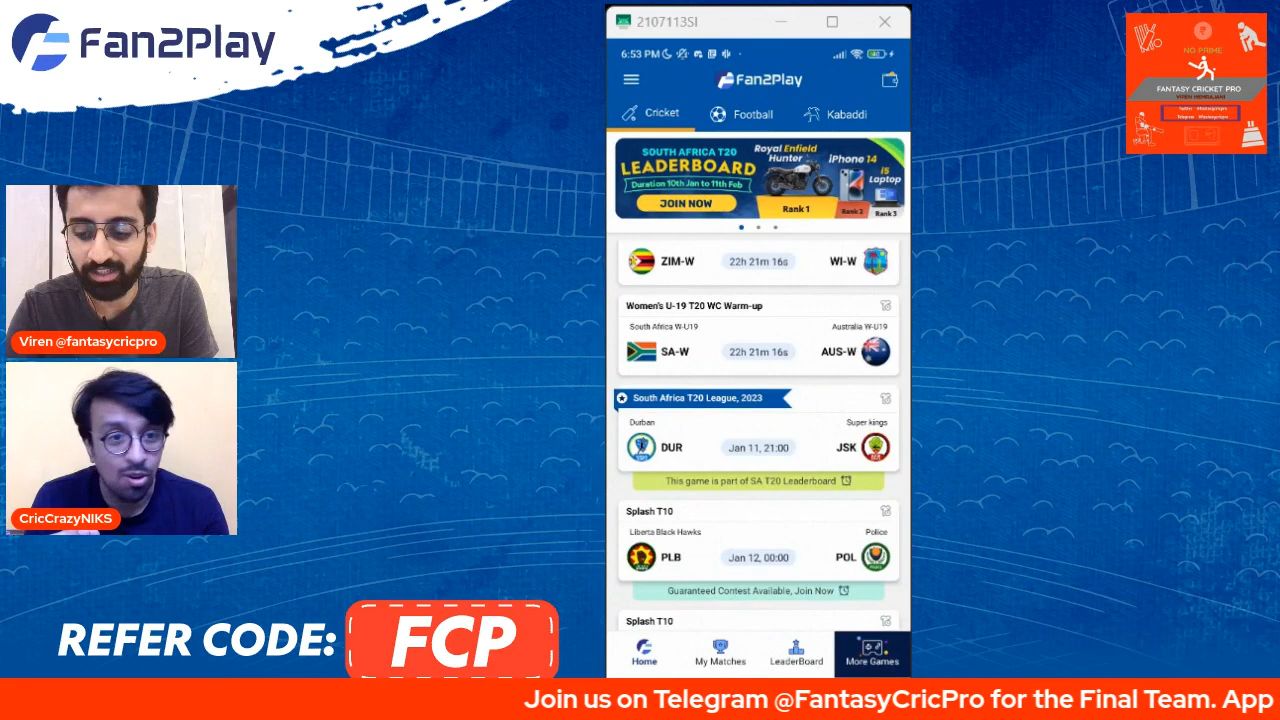 Fan2Play
Viren @fantasycricpro
CricCrazyNIKS
REFER CODE: FCP
2107113SI
6:53 PM
Fan2Play
Cricket
Football
Kabaddi
SOUTH AFRICA T20
LEADERBOARD
Duration 10th Jan to 11th Feb
JOIN NOW
Royal Enfield
Hunter
iPhone 14
i5
Laptop
Rank 1
Rank 2
Rank 3
ZIM-W 22h 21m 16s WI-W
Women's U-19 T20 WC Warm-up
South Africa W-U19 Australia W-U19
SA-W 22h 21m 16s AUS-W
South Africa T20 League, 2023
Durban Super kings
DUR Jan 11, 21:00 JSK
This game is part of SA T20 Leaderboard
Splash T10
Liberta Black Hawks Police
PLB Jan 12, 00:00 POL
Guaranteed Contest Available, Join Now
Splash T10
Home
My Matches
LeaderBoard
More Games
NO PRIME
FANTASY CRICKET PRO
VIREN HEMRAJANI
Join us on Telegram @FantasyCricPro for the Final Team. App